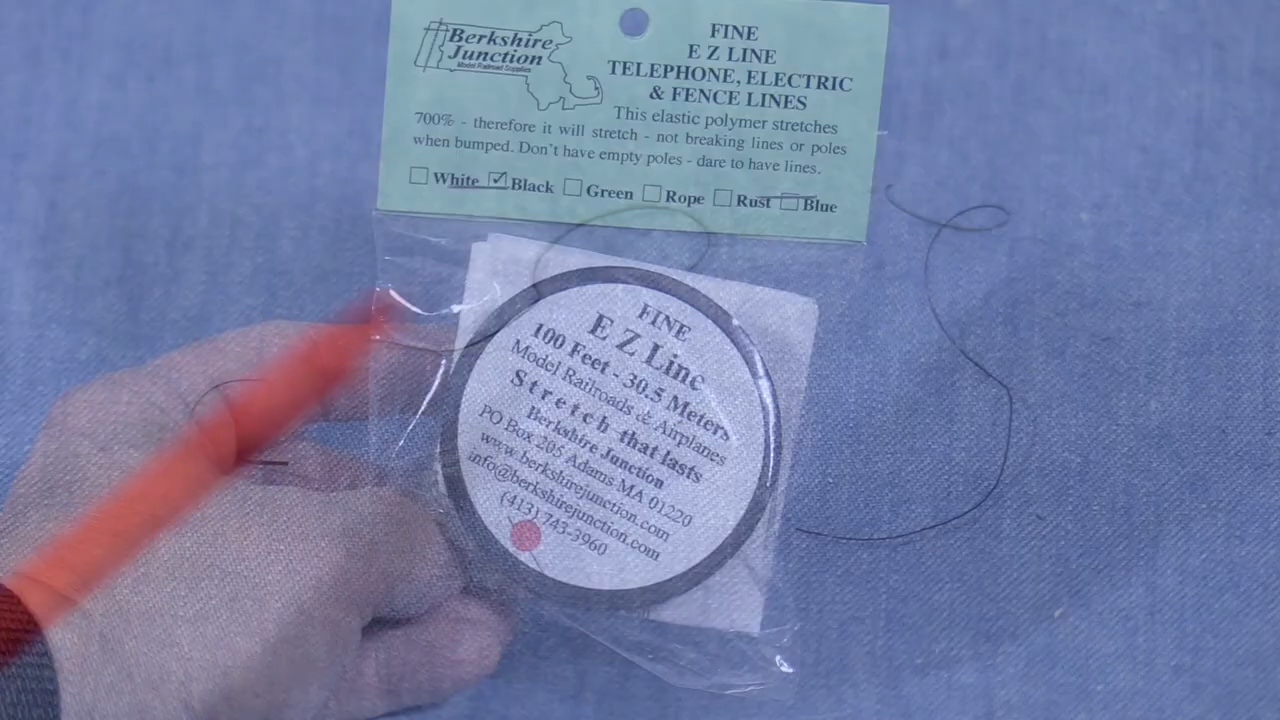 Berkshire
Junction
Model Railroad Supplies
FINE
E Z LINE
TELEPHONE, ELECTRIC
& FENCE LINES
This elastic polymer stretches
700% - therefore it will stretch - not breaking lines or poles
when bumped. Don't have empty poles - dare to have lines.
White Black Green Rope Rust Blue
FINE
E Z Line
100 Feet - 30.5 Meters
Model Railroads & Airplanes
Stretch that lasts
Berkshire Junction
PO Box 205 Adams MA 01220
www.berkshirejunction.com
info@berkshirejunction.com
(413) 743-3960